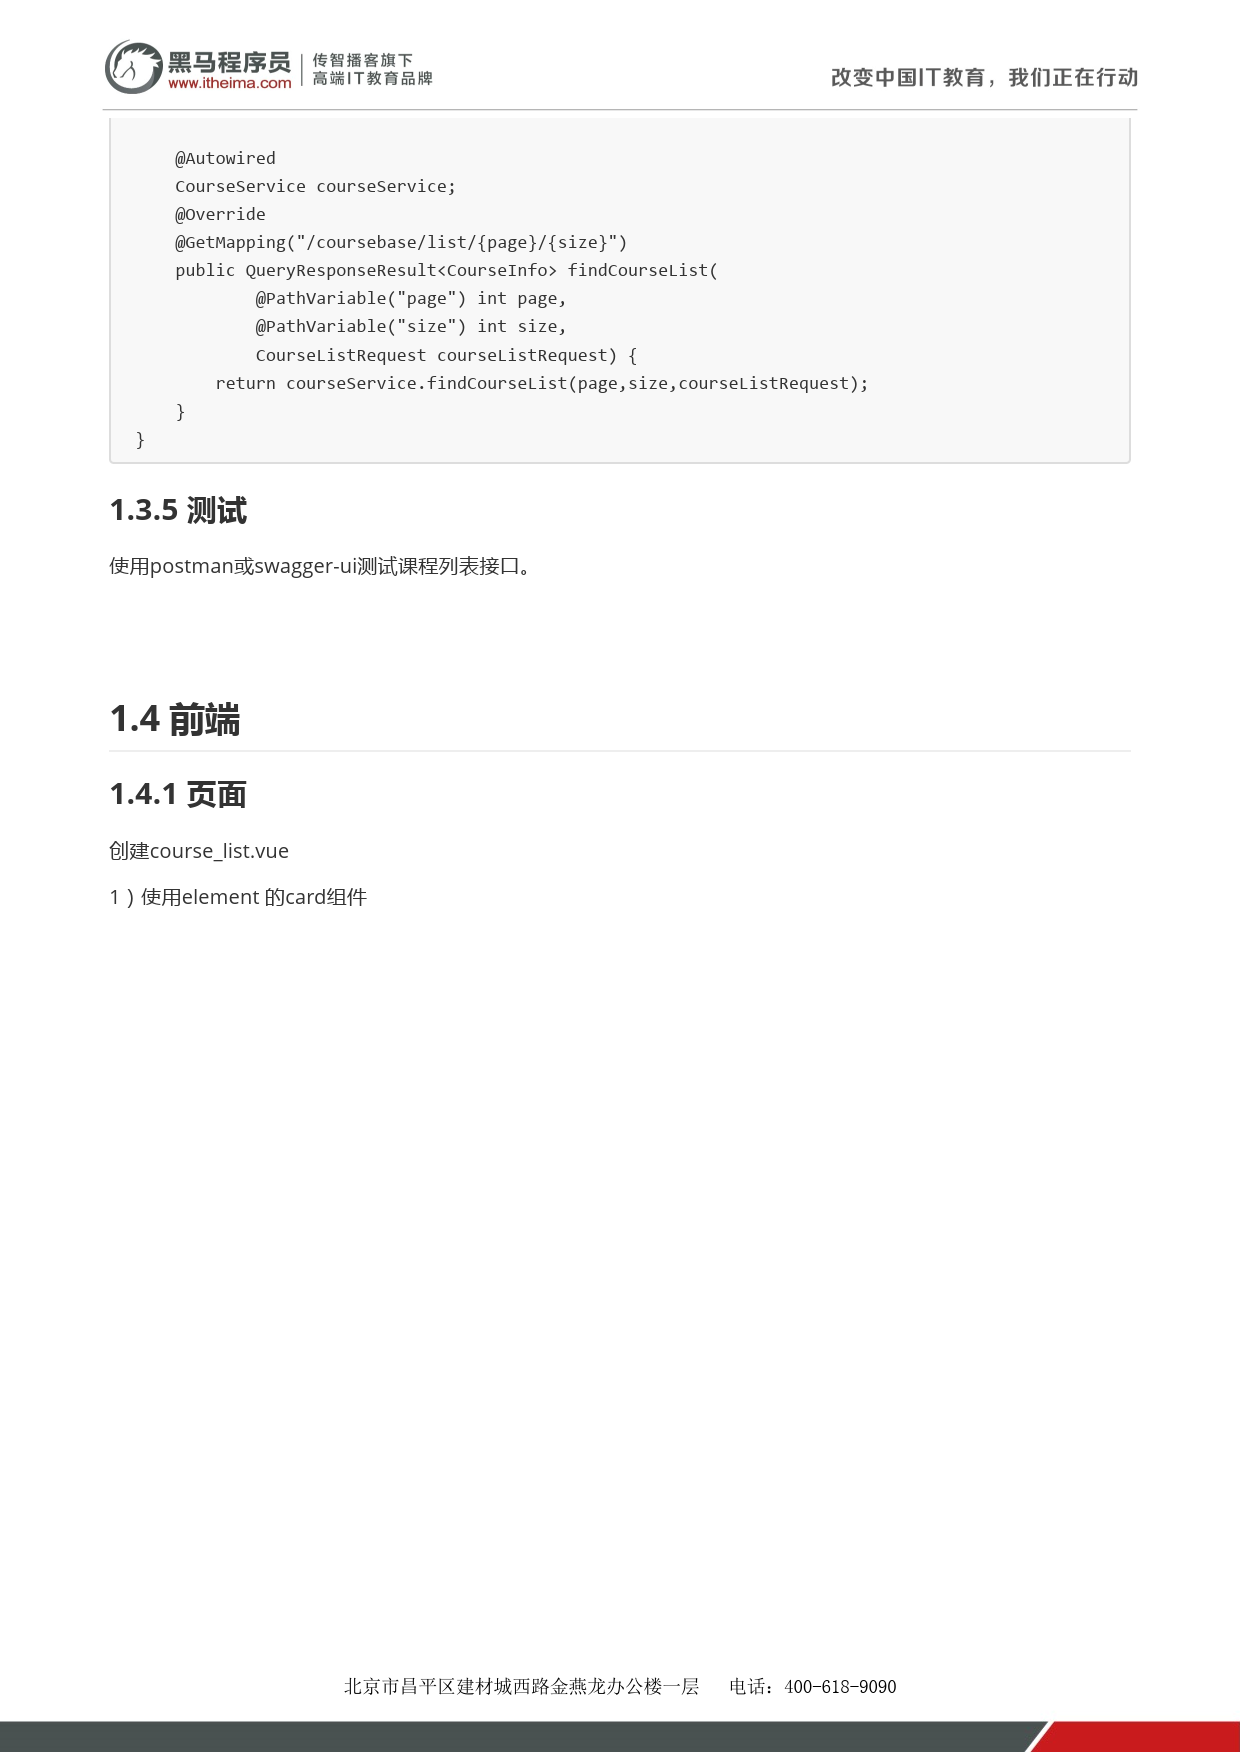 黑马程序员
www.itheima.com
传智播客旗下
高端IT教育品牌
改变中国IT教育，我们正在行动
@Autowired
CourseService courseService;
@Override
@GetMapping("/coursebase/list/{page}/{size}")
public QueryResponseResult<CourseInfo> findCourseList(
@PathVariable("page") int page,
@PathVariable("size") int size,
CourseListRequest courseListRequest) {
return courseService.findCourseList(page,size,courseListRequest);
}
}
1.3.5 测试
使用postman或swagger-ui测试课程列表接口。
1.4 前端
1.4.1 页面
创建course_list.vue
1）使用element 的card组件
北京市昌平区建材城西路金燕龙办公楼一层 电话：400-618-9090